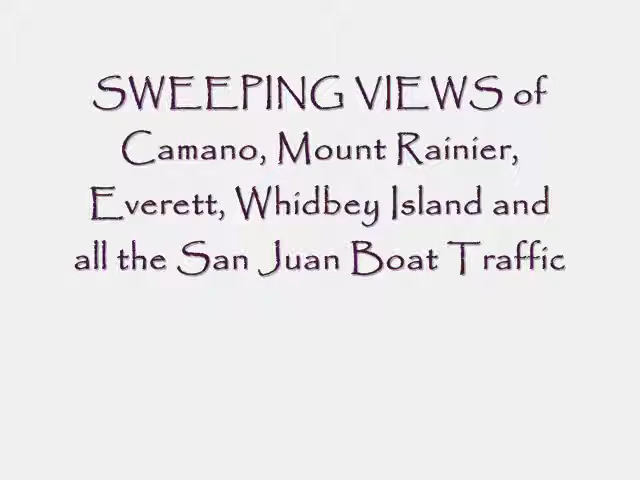 SWEEPING VIEWS of
Camano, Mount Rainier,
Everett, Whidbey Island and
all the San Juan Boat Traffic